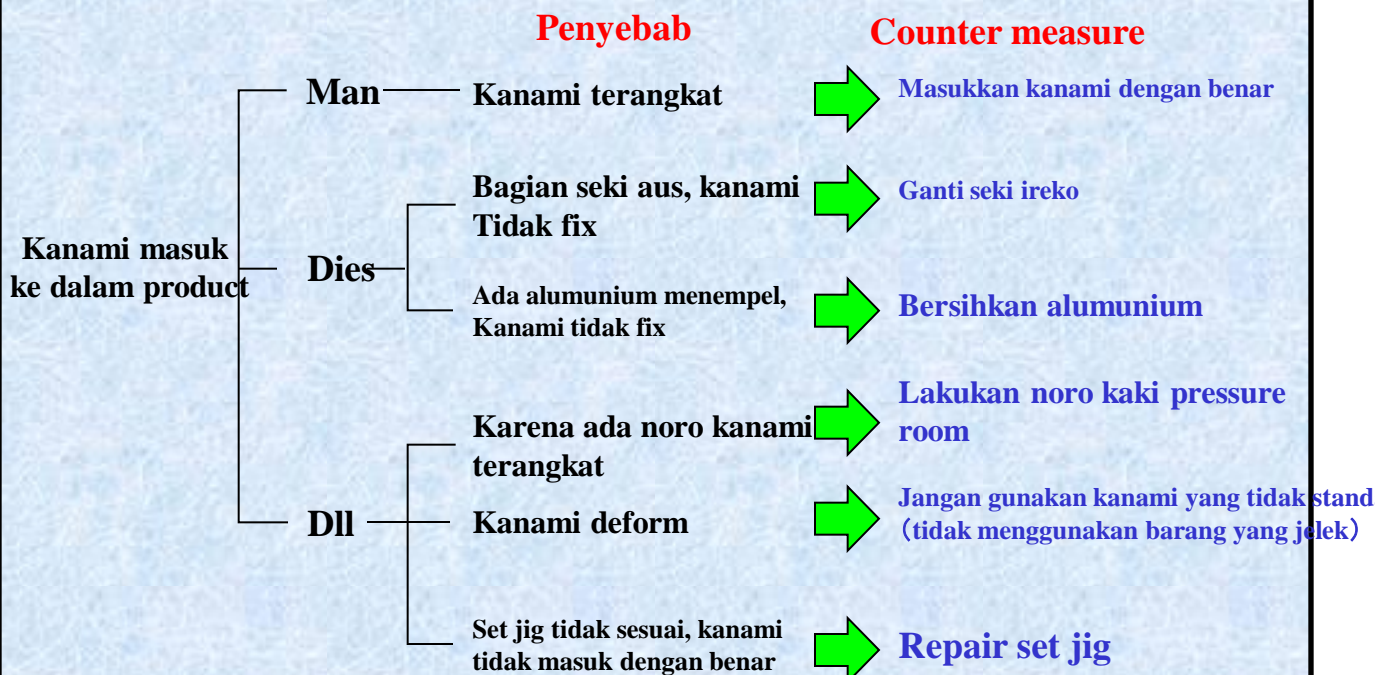 Penyebab
Counter measure
Man
Kanami terangkat
Masukkan kanami dengan benar
Kanami masuk
ke dalam product
Dies
Bagian seki aus, kanami
Tidak fix
Ganti seki ireko
Ada alumunium menempel,
Kanami tidak fix
Bersihkan alumunium
Dll
Karena ada noro kanami
terangkat
Lakukan noro kaki pressure
room
Kanami deform
Jangan gunakan kanami yang tidak stand
（tidak menggunakan barang yang jelek）
Set jig tidak sesuai, kanami
tidak masuk dengan benar
Repair set jig